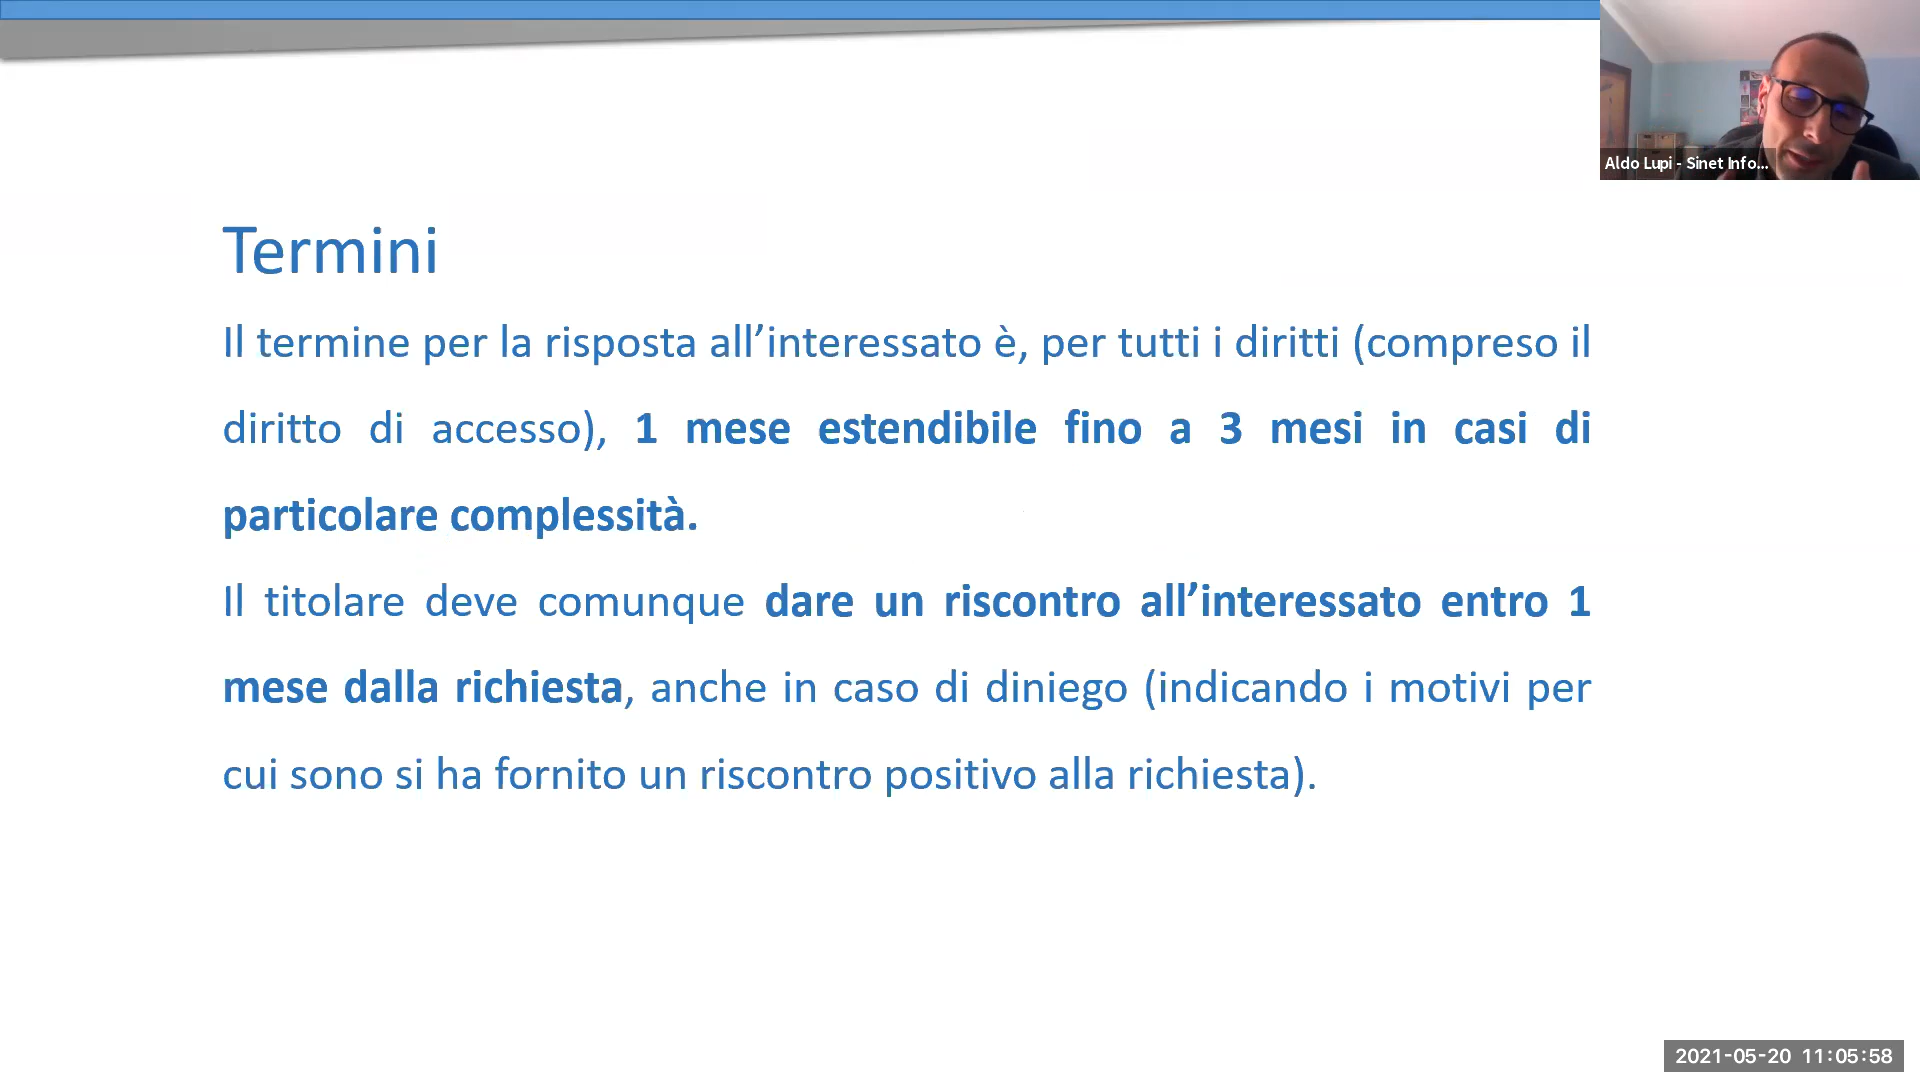 Aldo Lupi - Sinet Info...
Termini
Il termine per la risposta all’interessato è, per tutti i diritti (compreso il
diritto di accesso), 1 mese estendibile fino a 3 mesi in casi di
particolare complessità.
Il titolare deve comunque dare un riscontro all’interessato entro 1
mese dalla richiesta, anche in caso di diniego (indicando i motivi per
cui sono si ha fornito un riscontro positivo alla richiesta).
2021-05-20 11:05:58